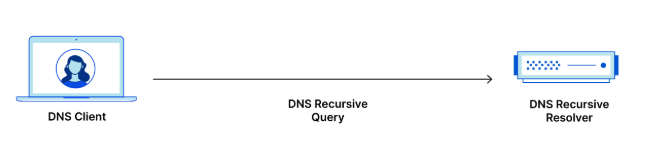 DNS Client
DNS Recursive
Query
DNS Recursive
Resolver